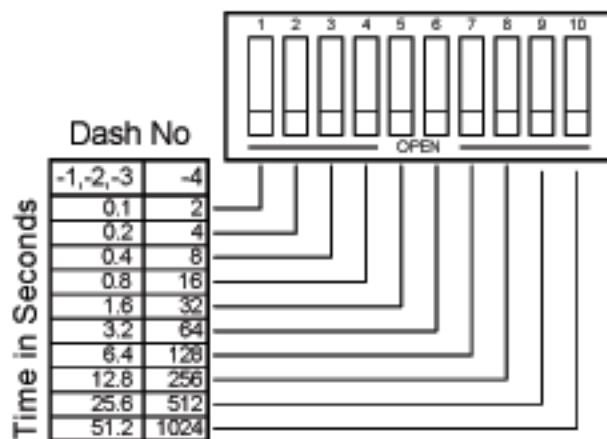 1 2 3 4 5 6 7 8 9 10
OPEN
Dash No
Time in Seconds
-1,-2,-3 -4
0.1 2
0.2 4
0.4 8
0.8 16
1.6 32
3.2 64
6.4 128
12.8 256
25.6 512
51.2 1024